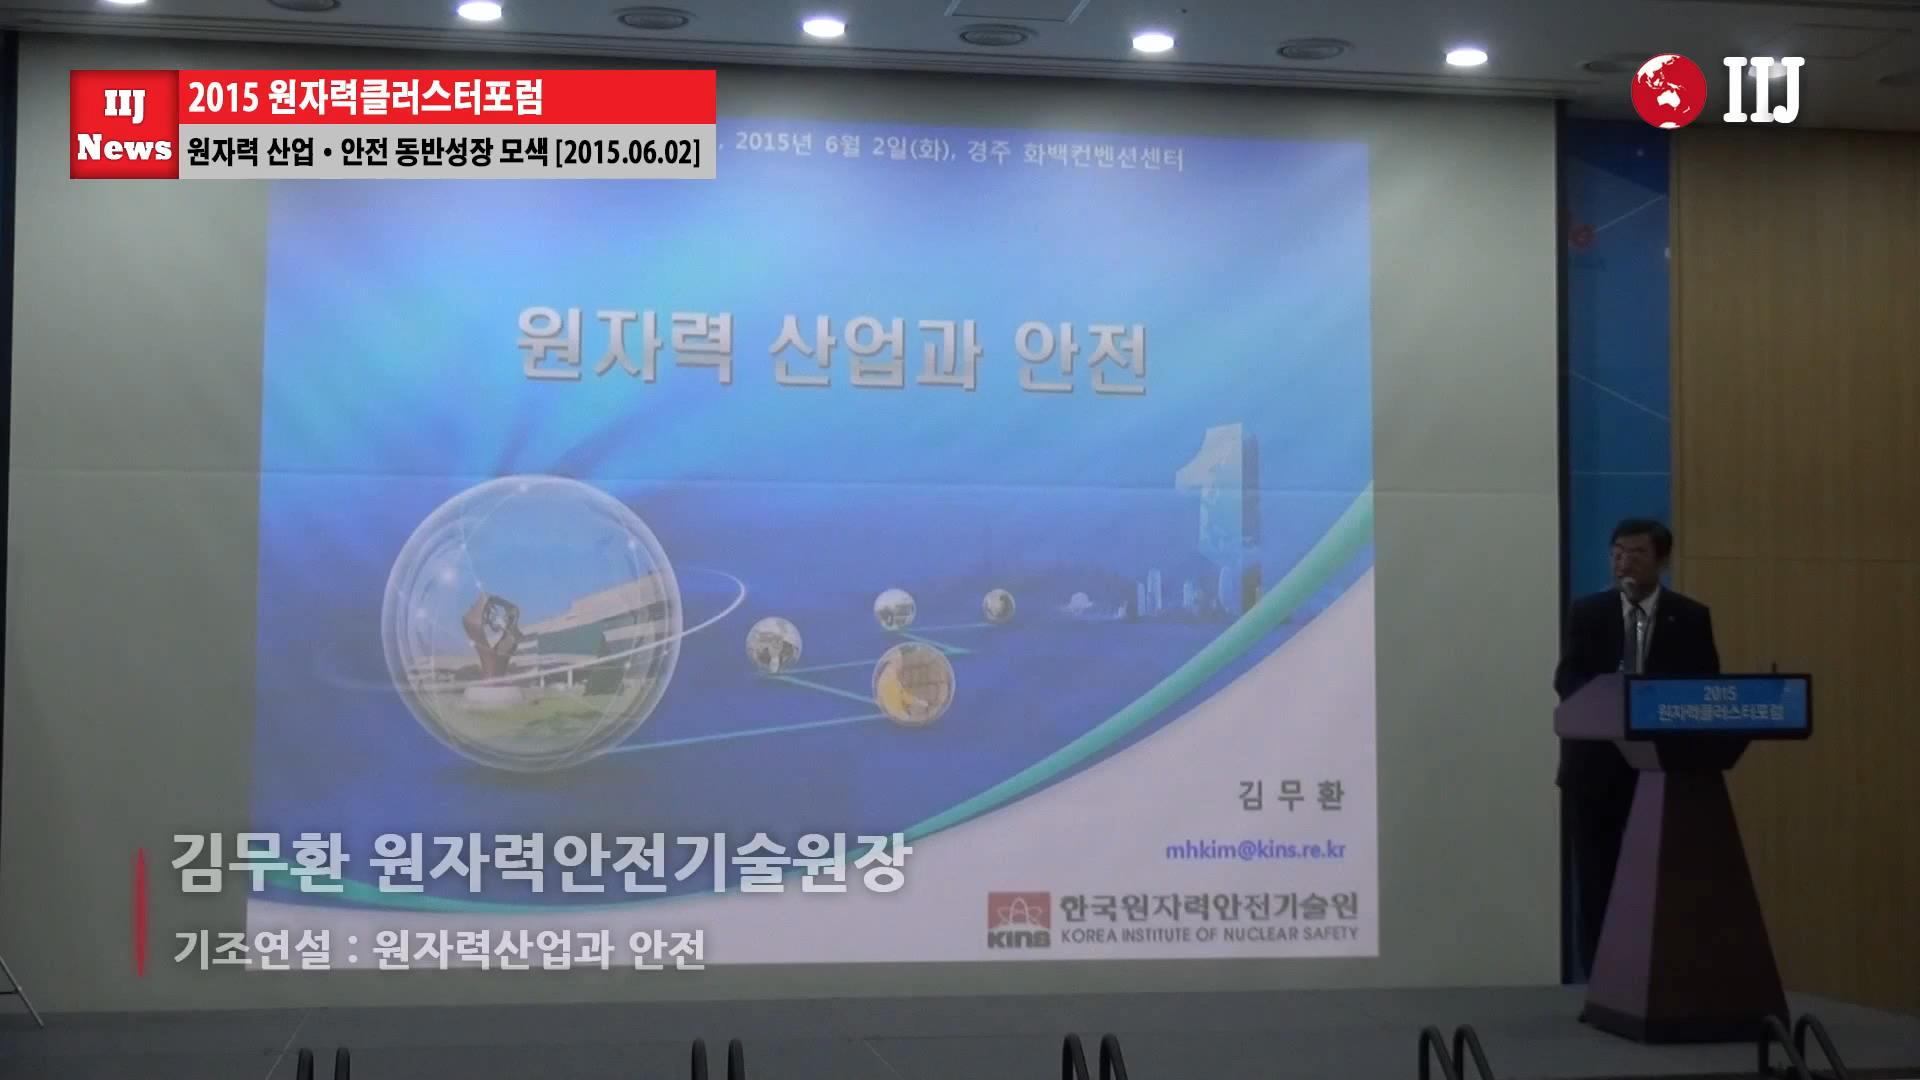 IIJ
News
2015 원자력클러스터포럼
원자력 산업·안전 동반성장 모색 [2015.06.02]
IIJ
, 2015년 6월 2일(화), 경주 화백컨벤션센터
원자력 산업과 안전
1
2015
원자력클러스터포럼
김 무 환
mhkim@kins.re.kr
KINS
한국원자력안전기술원
KOREA INSTITUTE OF NUCLEAR SAFETY
김무환 원자력안전기술원장
기조연설 : 원자력산업과 안전